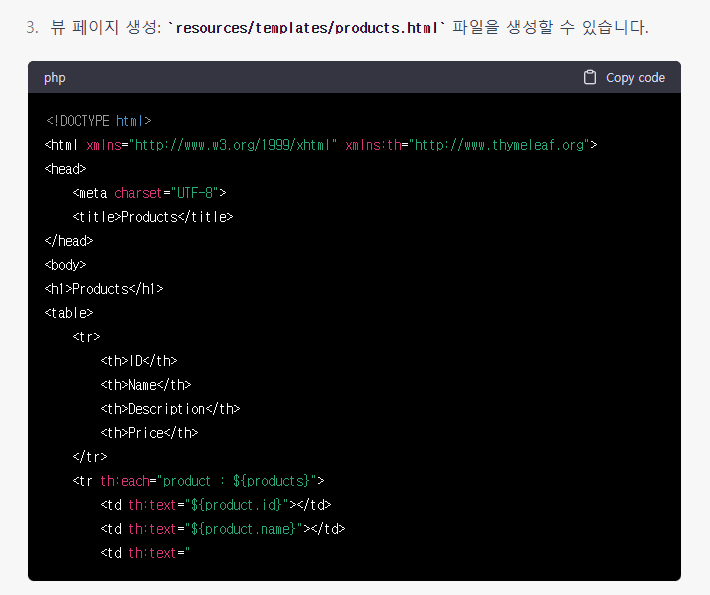 3. 뷰 페이지 생성: `resources/templates/products.html` 파일을 생성할 수 있습니다.
php
Copy code
<!DOCTYPE html>
<html xmlns="http://www.w3.org/1999/xhtml" xmlns:th="http://www.thymeleaf.org">
<head>
    <meta charset="UTF-8">
    <title>Products</title>
</head>
<body>
<h1>Products</h1>
<table>
    <tr>
        <th>ID</th>
        <th>Name</th>
        <th>Description</th>
        <th>Price</th>
    </tr>
    <tr th:each="product : ${products}">
        <td th:text="${product.id}"></td>
        <td th:text="${product.name}"></td>
        <td th:text="